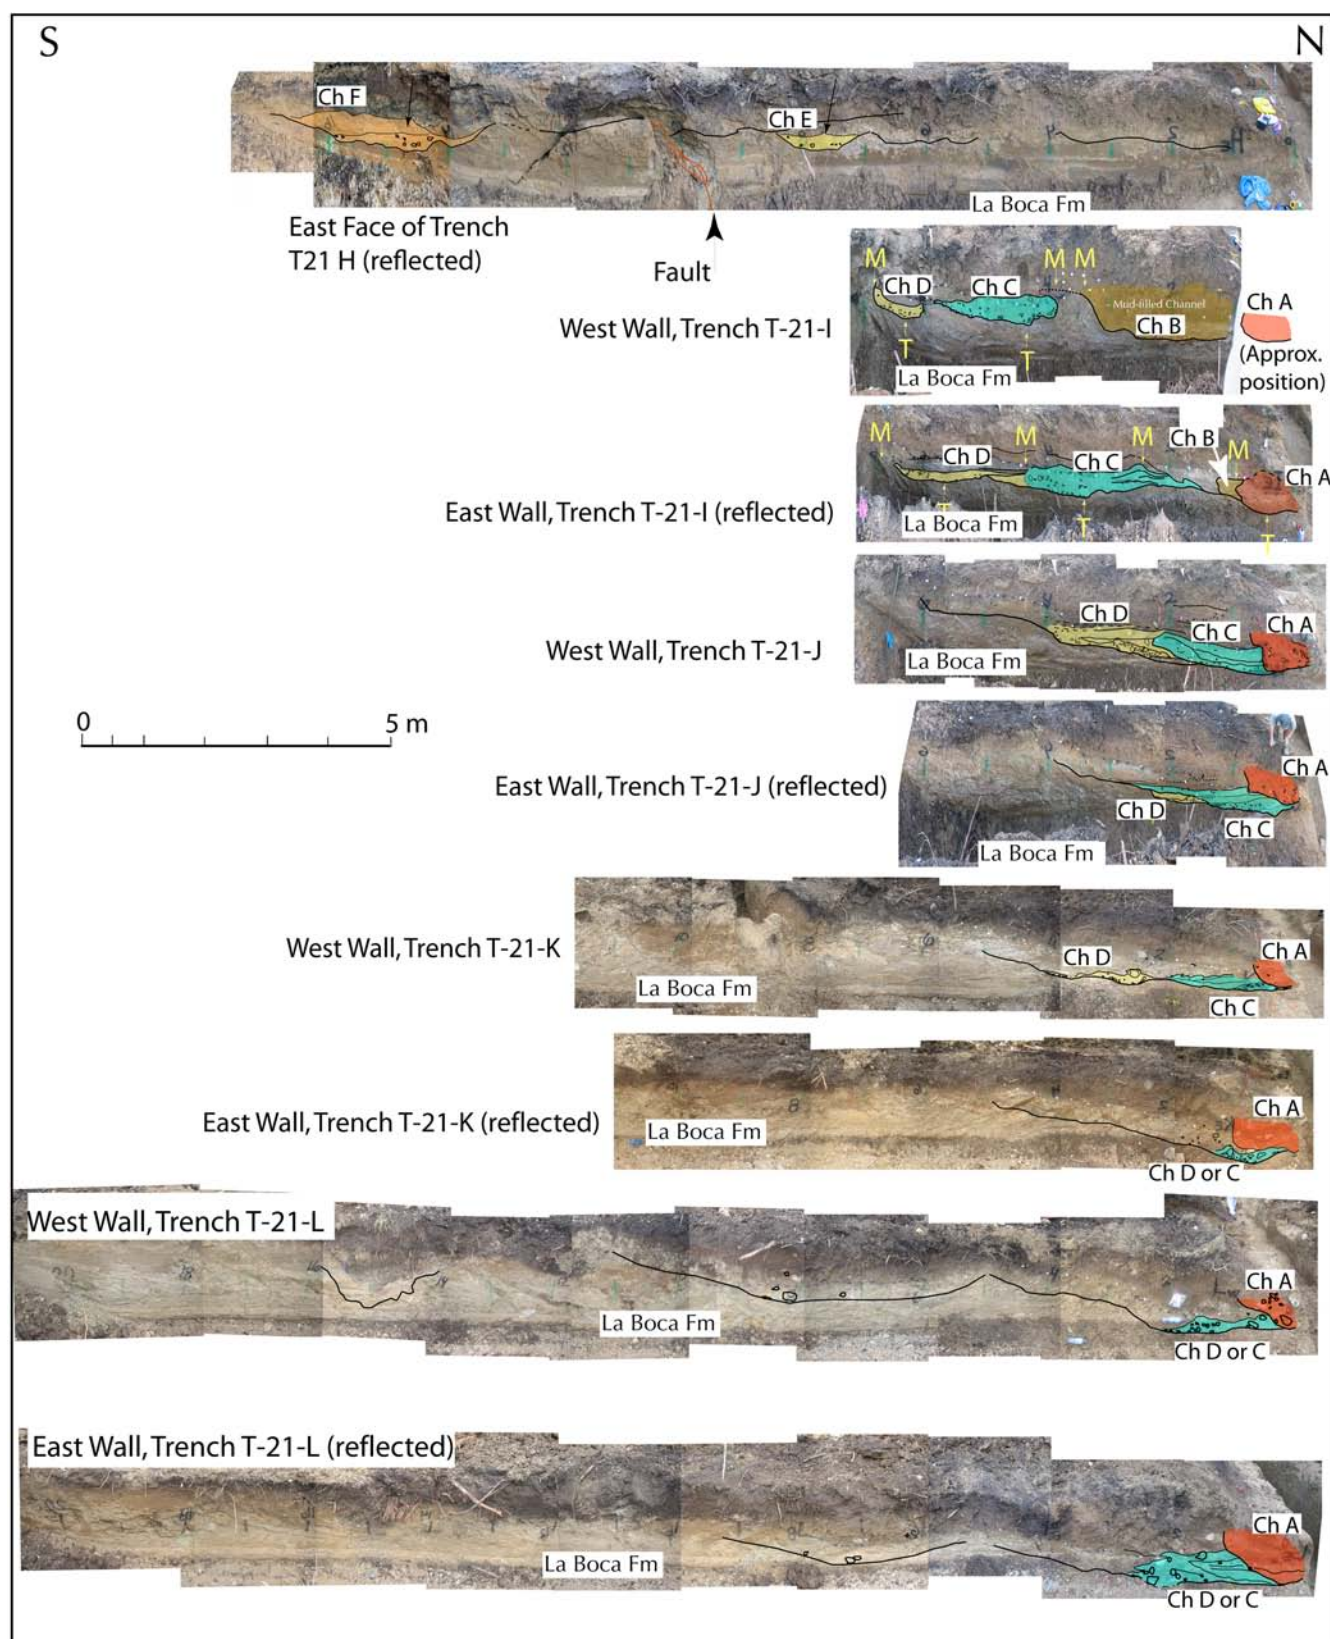 S
N
Ch F
Ch E
La Boca Fm
East Face of Trench
T21 H (reflected)
Fault
M
M
M
Ch D
Ch C
Mud-filled Channel
Ch B
Ch A
(Approx.
position)
T
T
La Boca Fm
West Wall, Trench T-21-I
M
M
M
M
Ch B
Ch D
Ch C
Ch A
La Boca Fm
T
T
T
East Wall, Trench T-21-I (reflected)
Ch D
Ch C
Ch A
La Boca Fm
West Wall, Trench T-21-J
0
5 m
Ch A
East Wall, Trench T-21-J (reflected)
Ch D
Ch C
La Boca Fm
West Wall, Trench T-21-K
Ch D
Ch A
La Boca Fm
Ch C
East Wall, Trench T-21-K (reflected)
Ch A
La Boca Fm
Ch D or C
West Wall, Trench T-21-L
Ch A
La Boca Fm
Ch D or C
East Wall, Trench T-21-L (reflected)
Ch A
La Boca Fm
Ch D or C